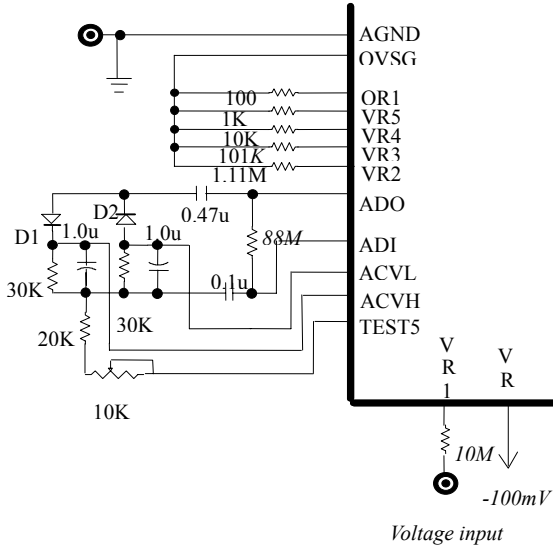 AGND
OVSG
100 OR1
1K VR5
10K VR4
101K VR3
1.11M VR2
ADO
0.47u
D1 D2
1.0u 1.0u 88M ADI
ACVL
0.1u
30K ACVH
30K
20K TEST5
10K
V V
R R
1
10M
-100mV
Voltage input